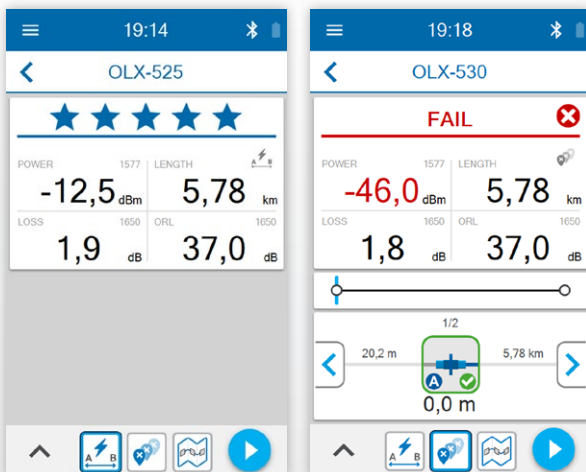 19:14
OLX-525
POWER 1577 LENGTH
-12,5 dBm 5,78 km
LOSS 1650 ORL 1650
1,9 dB 37,0 dB
A B
19:18
OLX-530
FAIL
POWER 1577 LENGTH
-46,0 dBm 5,78 km
LOSS 1650 ORL 1650
1,8 dB 37,0 dB
1/2
20,2 m 5,78 km
A
0,0 m
A B